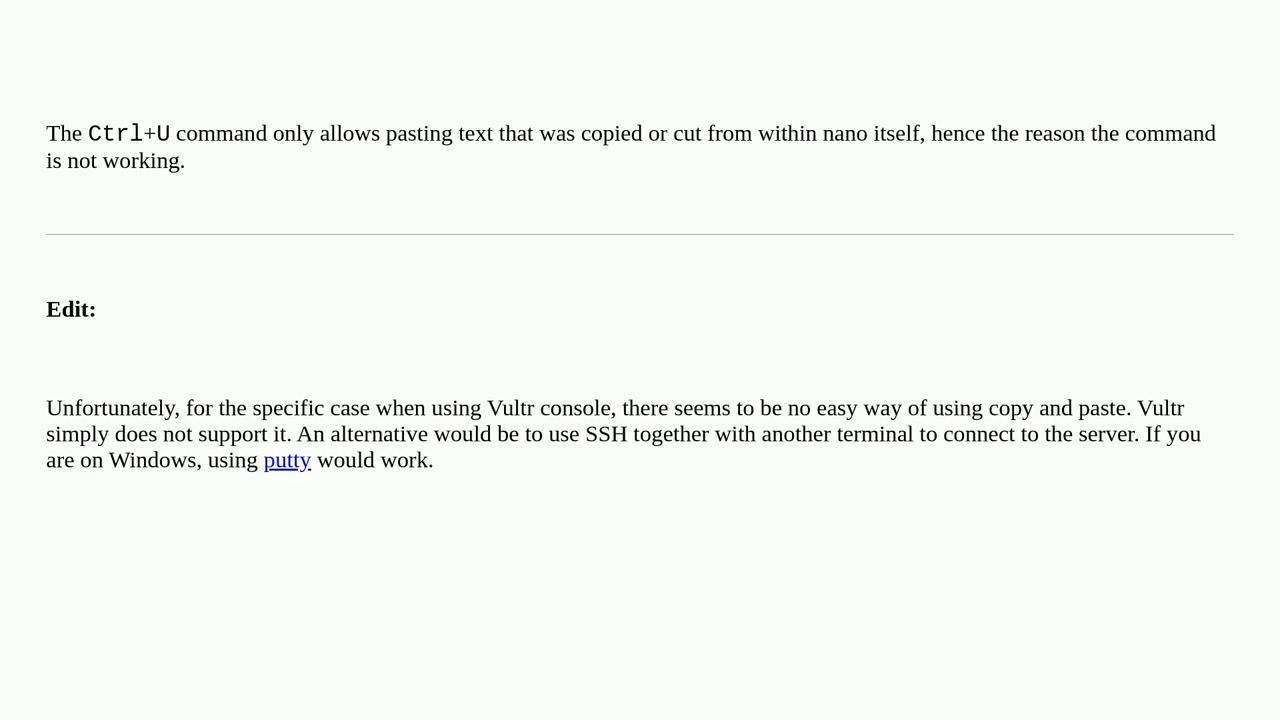 The Ctrl+U command only allows pasting text that was copied or cut from within nano itself, hence the reason the command
is not working.
Edit:
Unfortunately, for the specific case when using Vultr console, there seems to be no easy way of using copy and paste. Vultr
simply does not support it. An alternative would be to use SSH together with another terminal to connect to the server. If you
are on Windows, using putty would work.